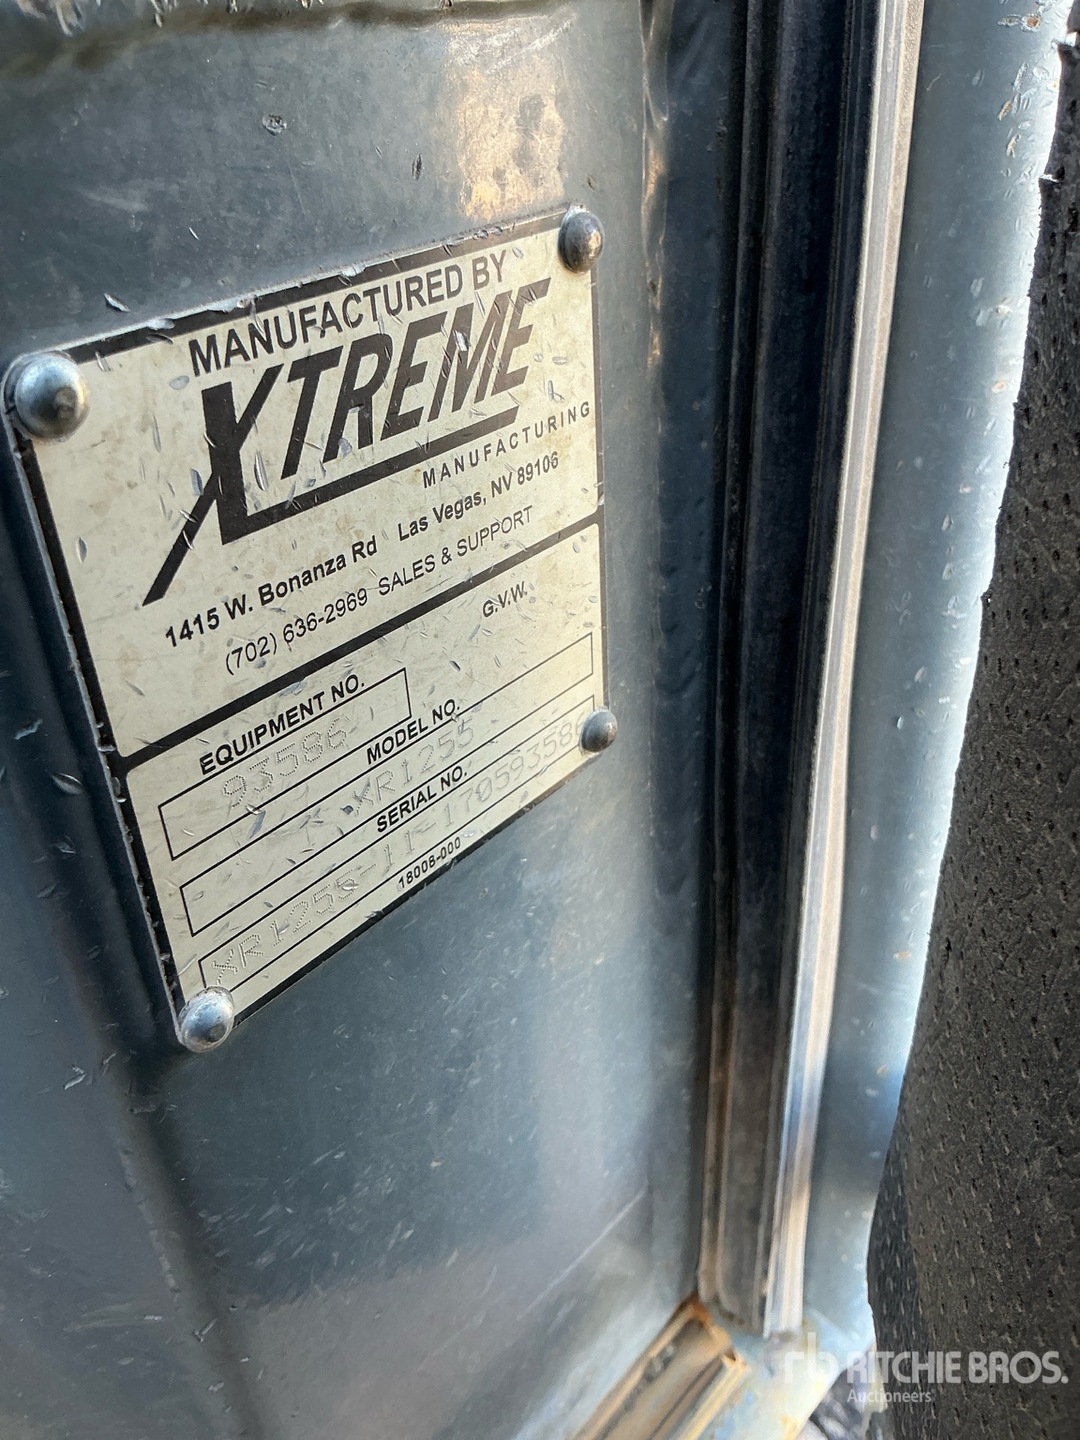 MANUFACTURED BY
XTREME
MANUFACTURING
1415 W. Bonanza Rd Las Vegas, NV 89106
(702) 636-2969 SALES & SUPPORT
EQUIPMENT NO.
G.V.W.
93586
MODEL NO.
XR1255
SERIAL NO.
XR1255-11-170593586
18008-000
RITCHIE BROS.
Auctioneers